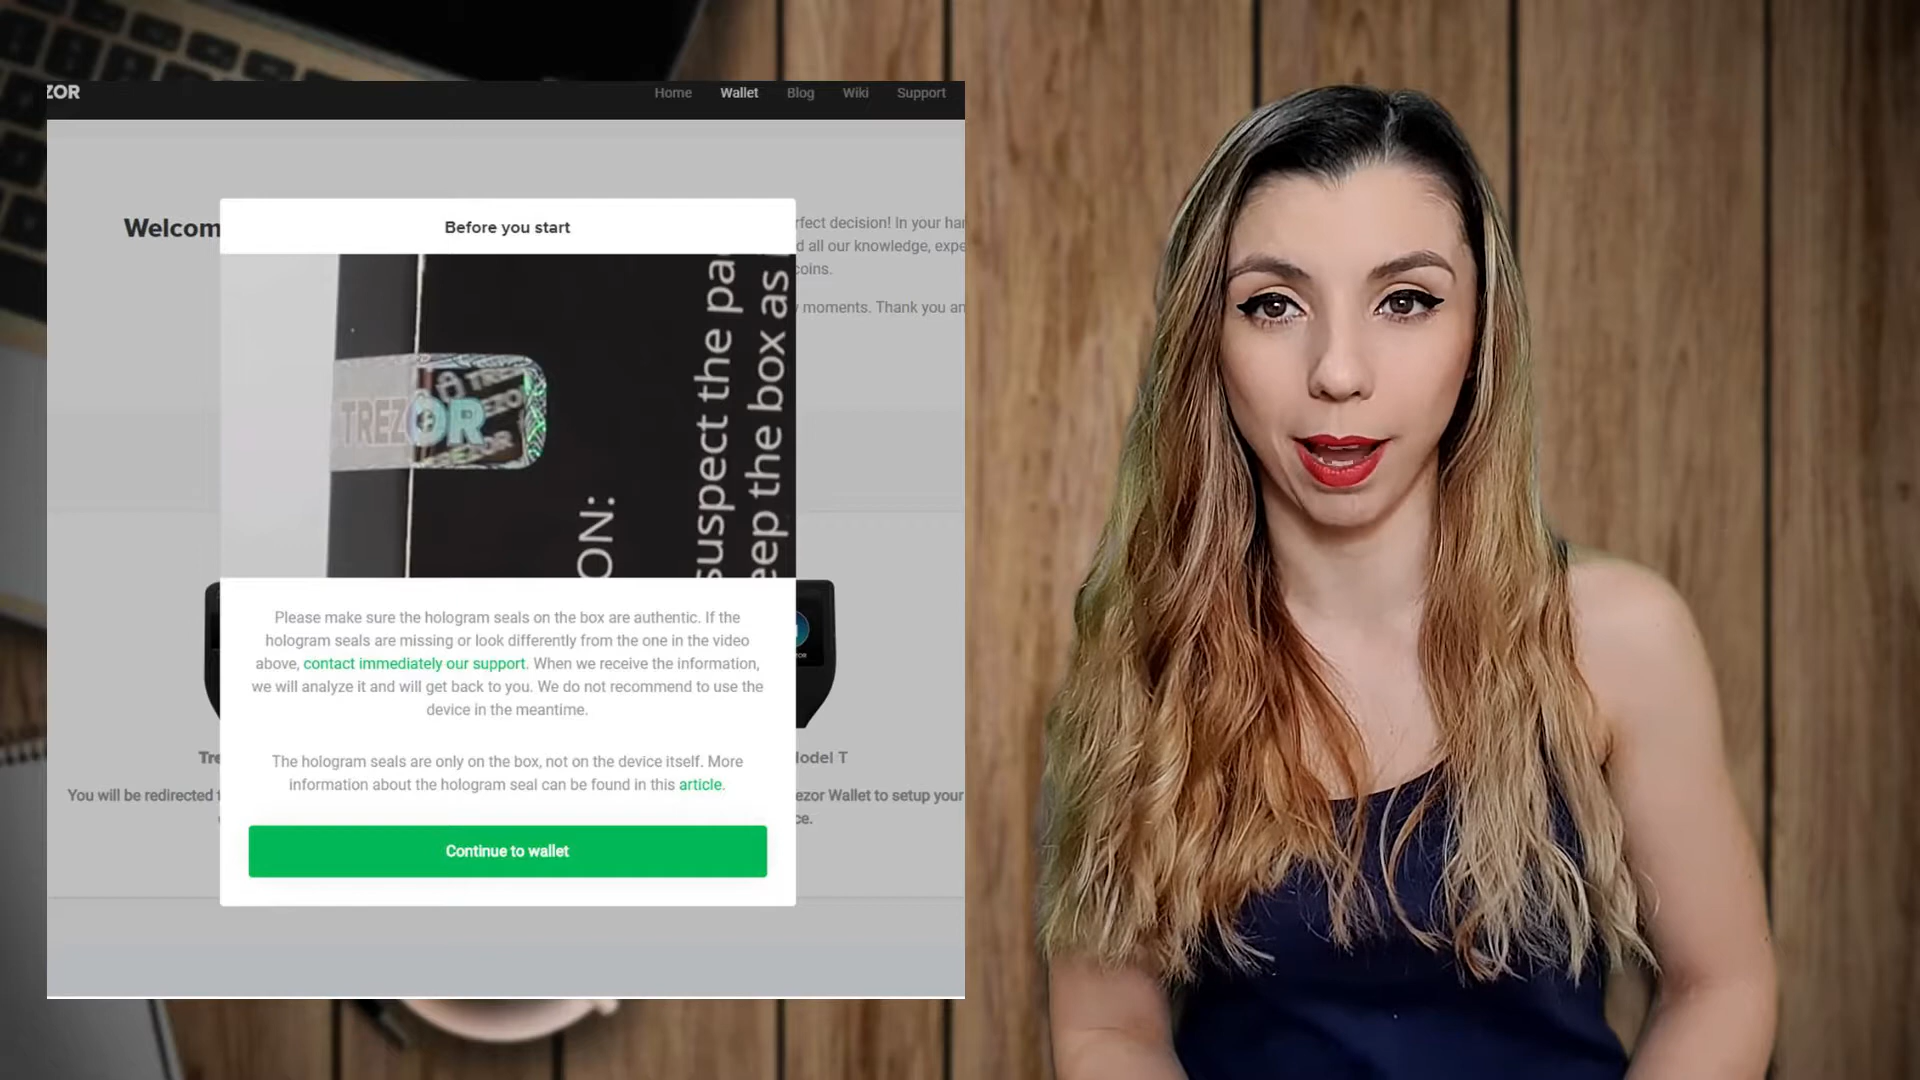 ZOR
Home Wallet Blog Wiki Support
Welcom
Before you start
rfect decision! In your han
d all our knowledge, expe
coins.
moments. Thank you an
TREZOR
ON:
suspect the pa
eep the box as
Please make sure the hologram seals on the box are authentic. If the
hologram seals are missing or look differently from the one in the video
above, contact immediately our support. When we receive the information,
we will analyze it and will get back to you. We do not recommend to use the
device in the meantime.
The hologram seals are only on the box, not on the device itself. More
information about the hologram seal can be found in this article.
Continue to wallet
Tre
odel T
You will be redirected
ezor Wallet to setup your
ce.